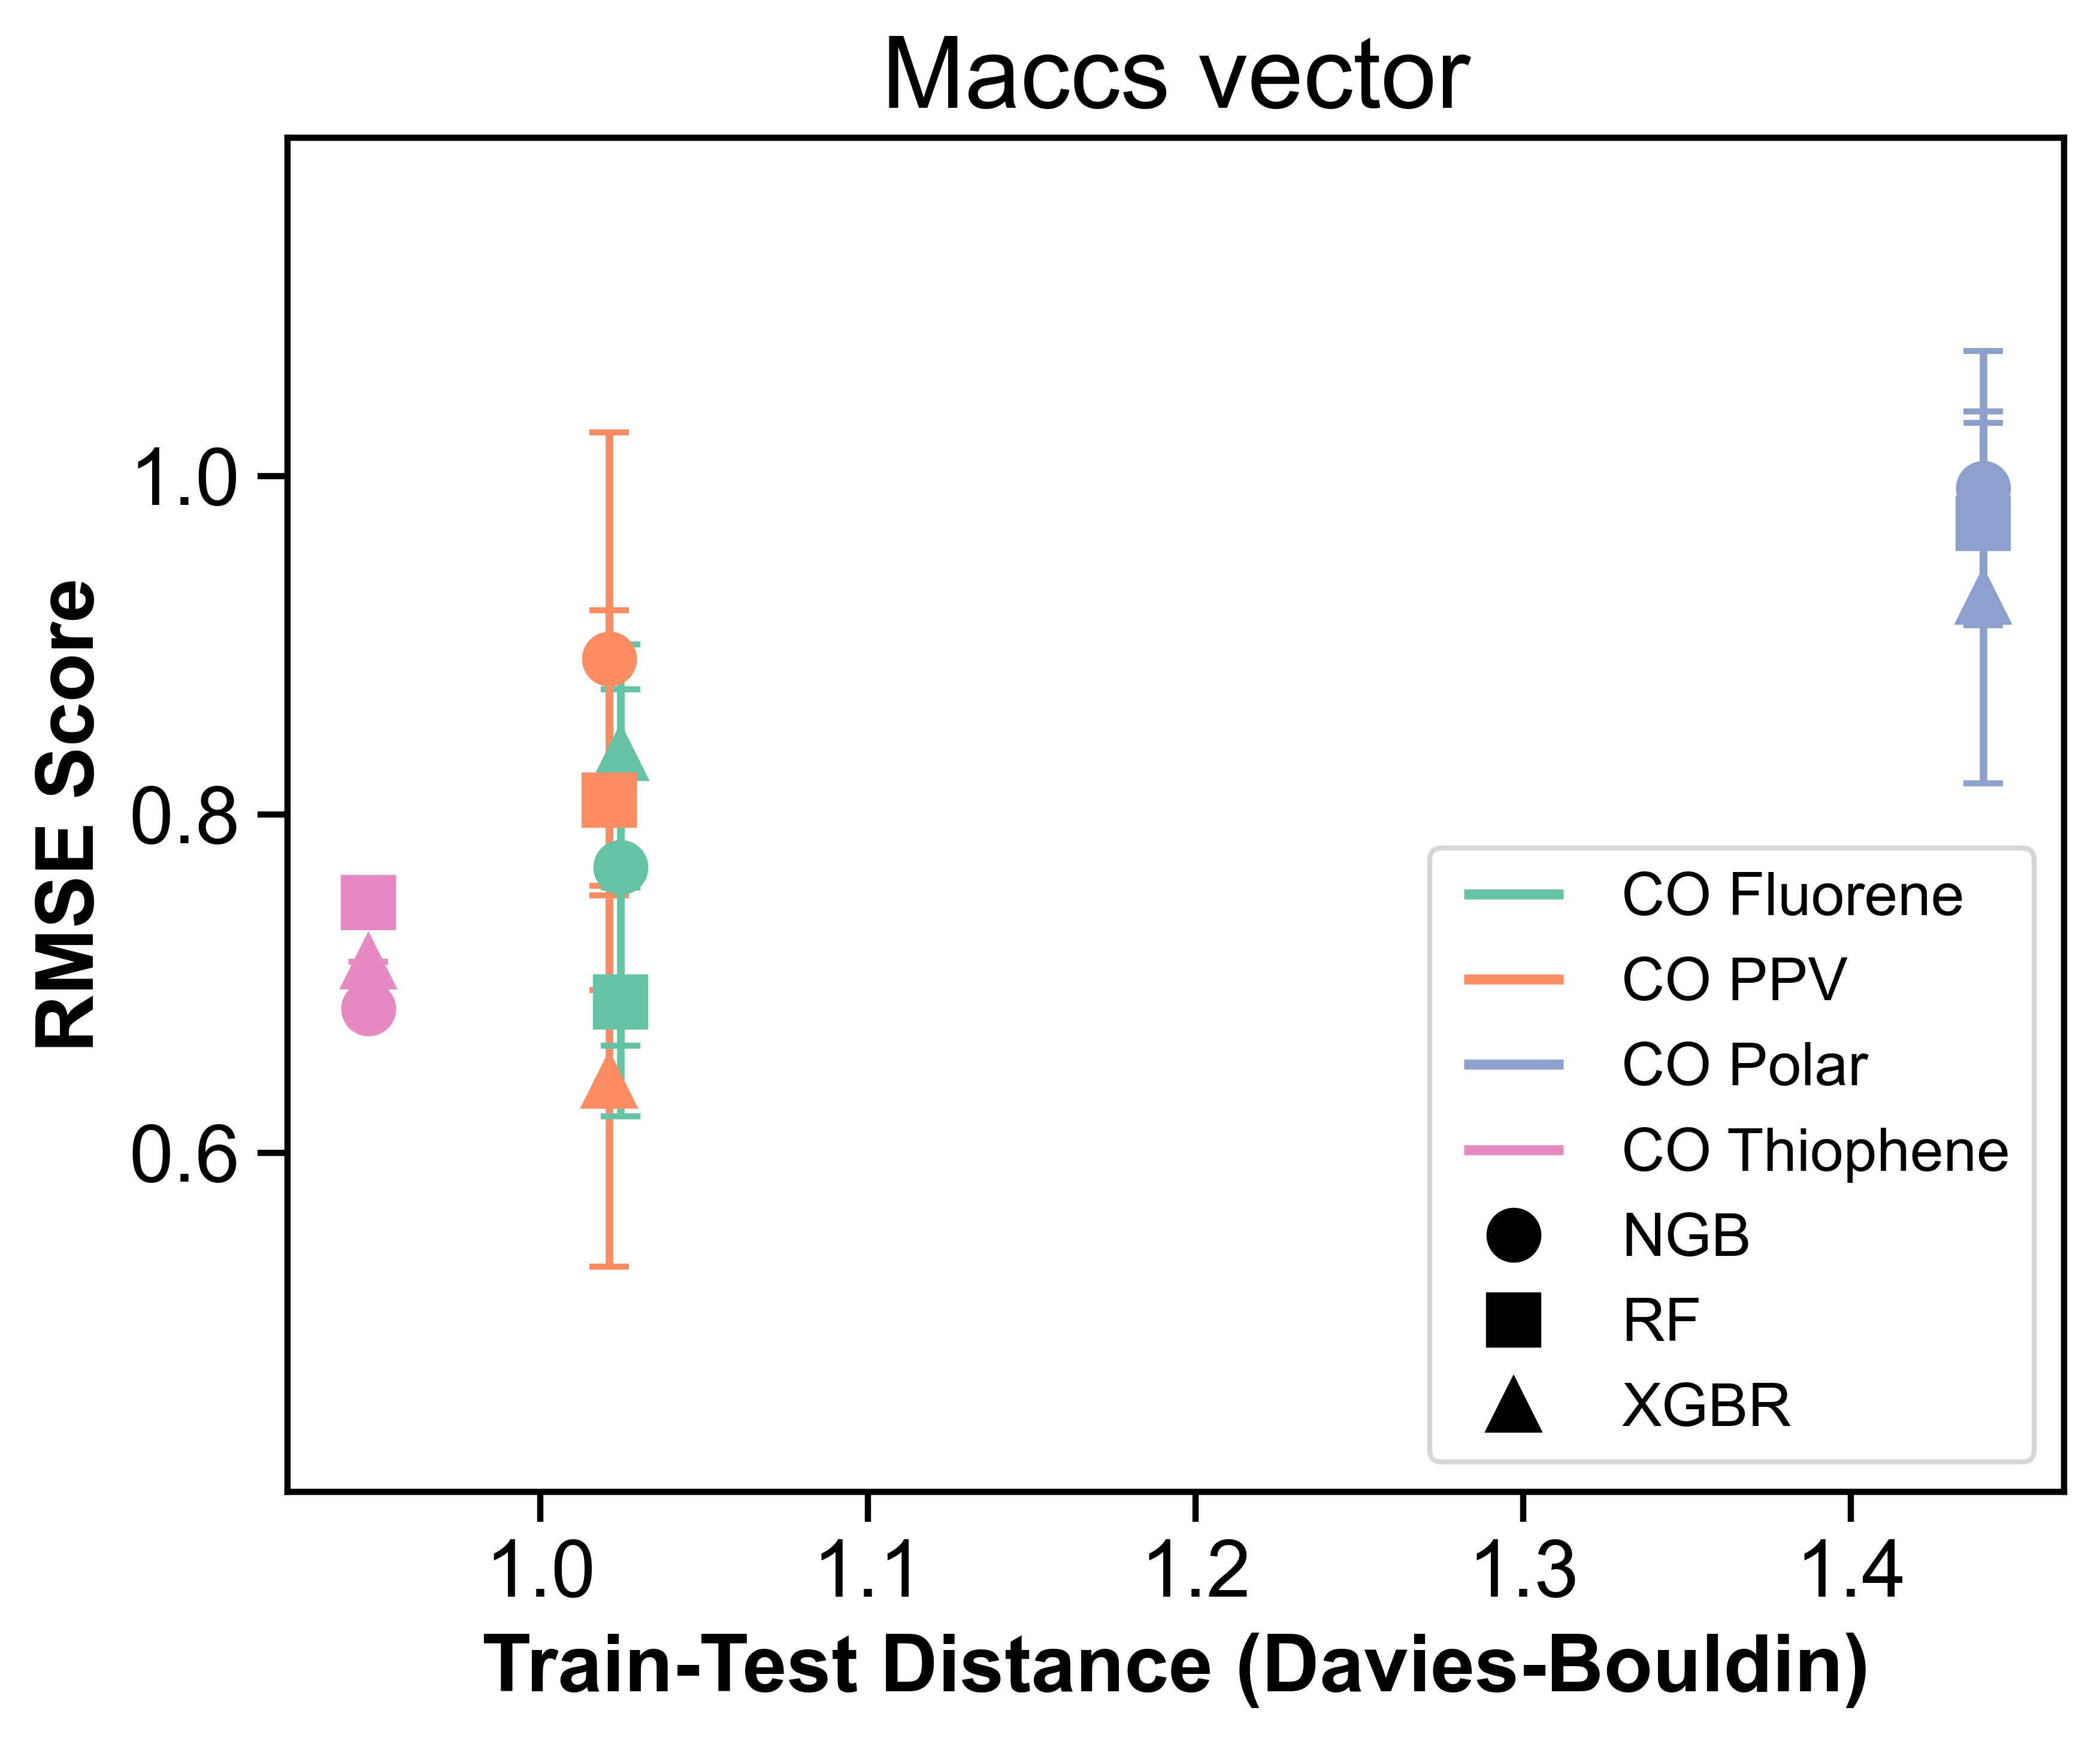 Maccs vector
RMSE Score
1.0
0.8
0.6
CO Fluorene
CO PPV
CO Polar
CO Thiophene
NGB
RF
XGBR
1.0 1.1 1.2 1.3 1.4
Train-Test Distance (Davies-Bouldin)